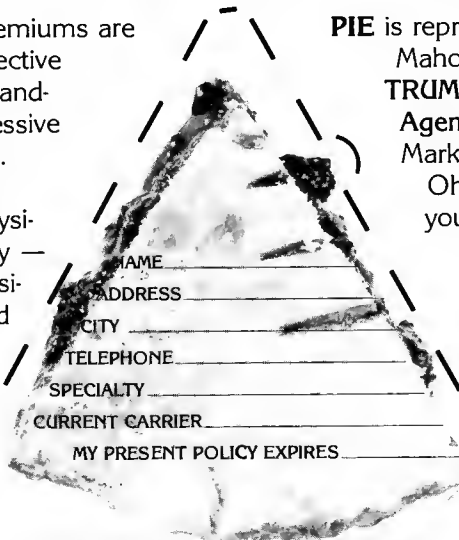 emiums are
ective
and-
essive
.
ysi-
y —
si-
d
PIE is repr
Maho
TRUM
Agen
Mark
Oh
you
NAME
ADDRESS
CITY
TELEPHONE
SPECIALTY
CURRENT CARRIER
MY PRESENT POLICY EXPIRES